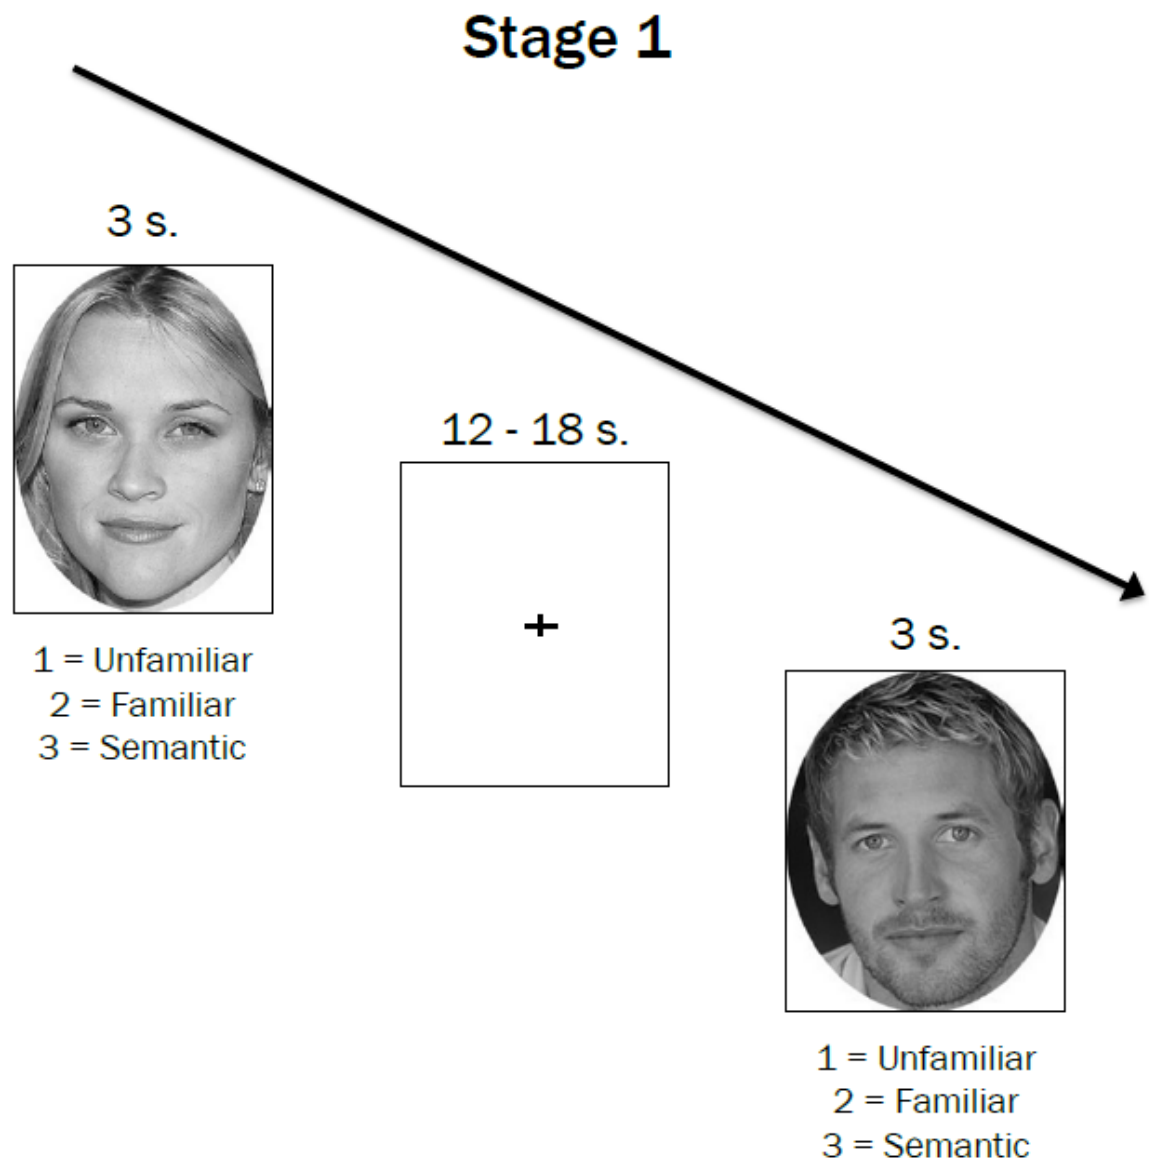 Stage 1
3 s.
1 = Unfamiliar
2 = Familiar
3 = Semantic
12 - 18 s.
3 s.
1 = Unfamiliar
2 = Familiar
3 = Semantic